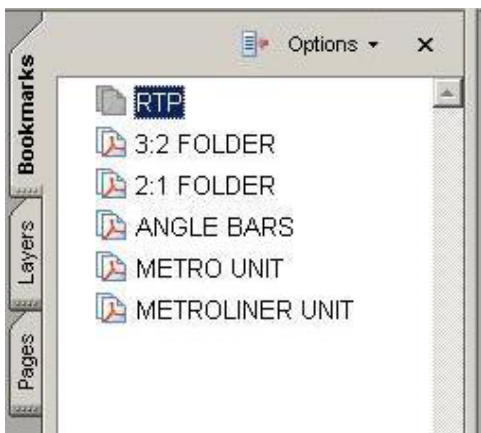 Options
Bookmarks
RTP
3:2 FOLDER
2:1 FOLDER
ANGLE BARS
METRO UNIT
METROLINER UNIT
Layers
Pages